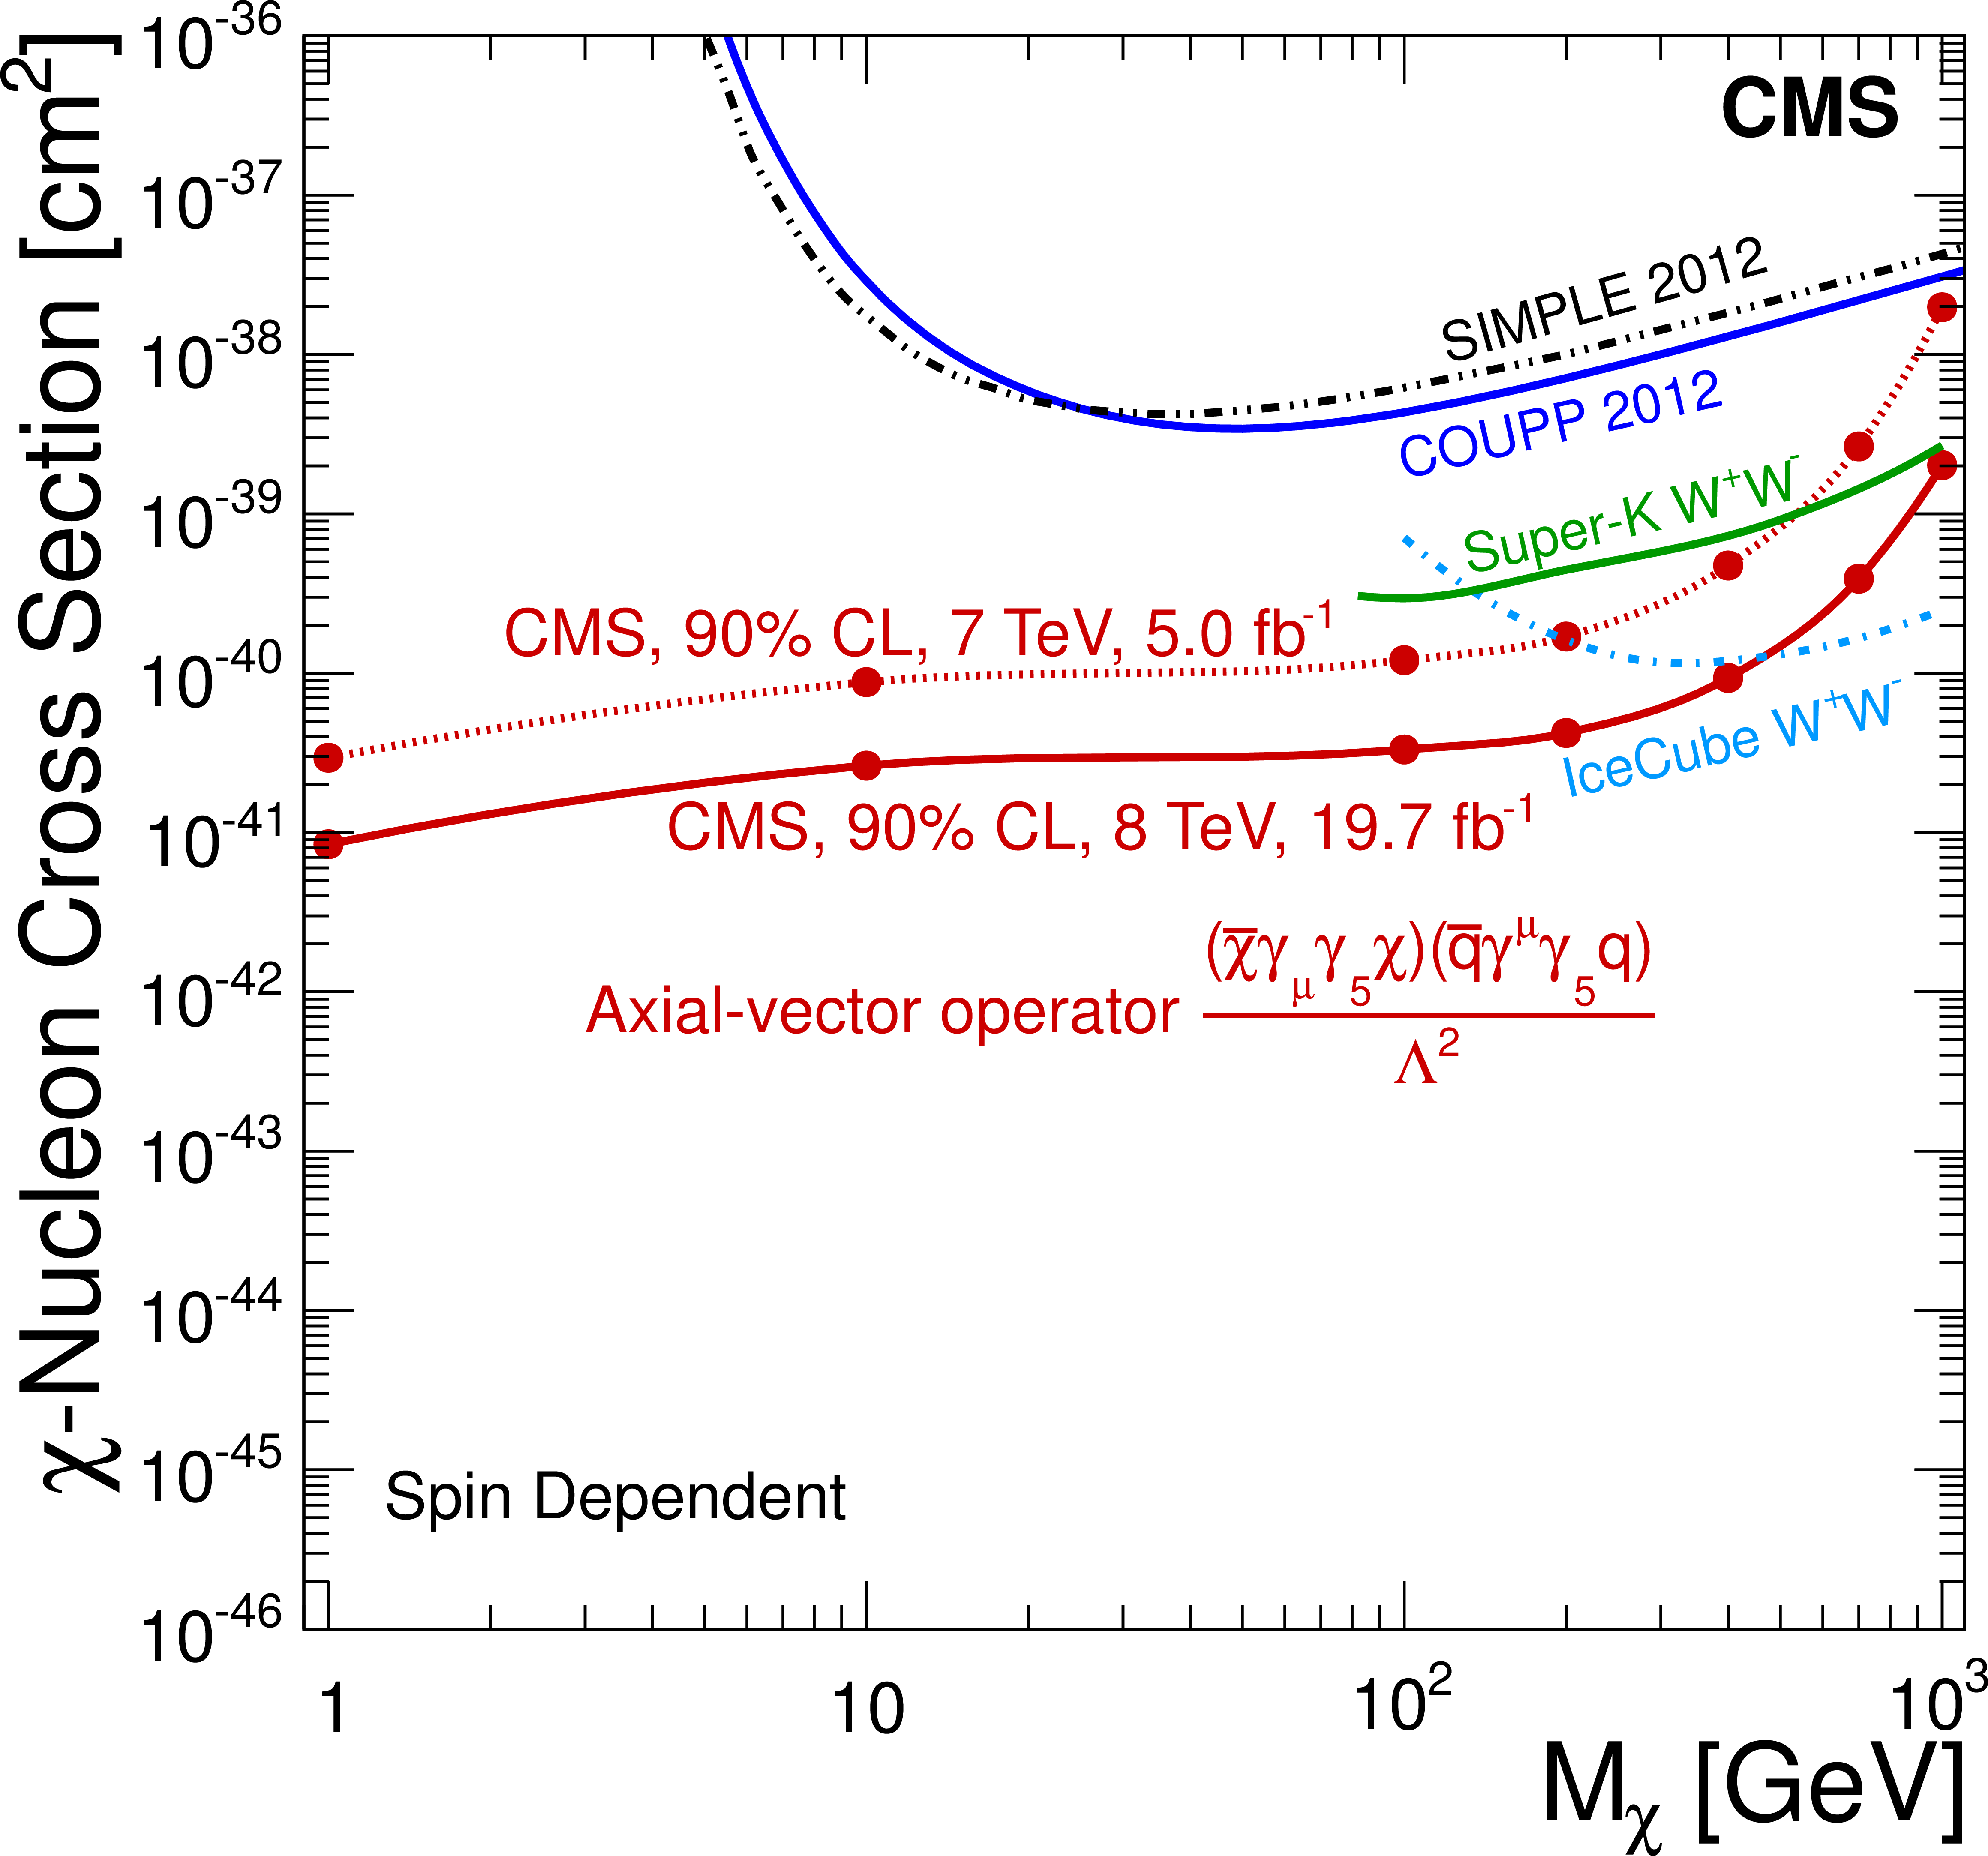 χ-Nucleon Cross Section [cm²]
10⁻³⁶
10⁻³⁷
10⁻³⁸
10⁻³⁹
10⁻⁴⁰
10⁻⁴¹
10⁻⁴²
10⁻⁴³
10⁻⁴⁴
10⁻⁴⁵
10⁻⁴⁶
CMS
SIMPLE 2012
COUPP 2012
Super-K W⁺W⁻
CMS, 90% CL, 7 TeV, 5.0 fb⁻¹
IceCube W⁺W⁻
CMS, 90% CL, 8 TeV, 19.7 fb⁻¹
Axial-vector operator (χ̅γ_μγ₅χ)(q̅γ^μγ₅q)
Λ²
Spin Dependent
1 10 10² 10³
M_χ [GeV]